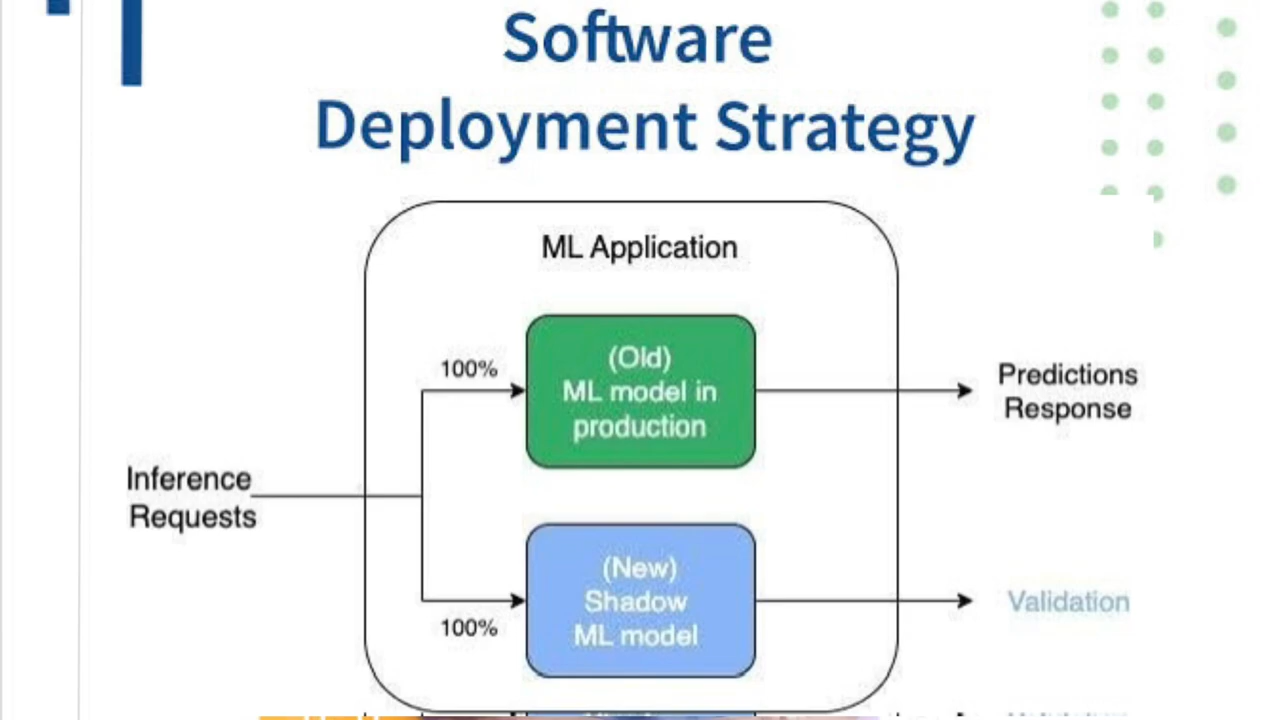 Software
Deployment Strategy
ML Application
100%
(Old)
ML model in
production
Predictions
Response
Inference
Requests
(New)
Shadow
ML model
Validation
100%